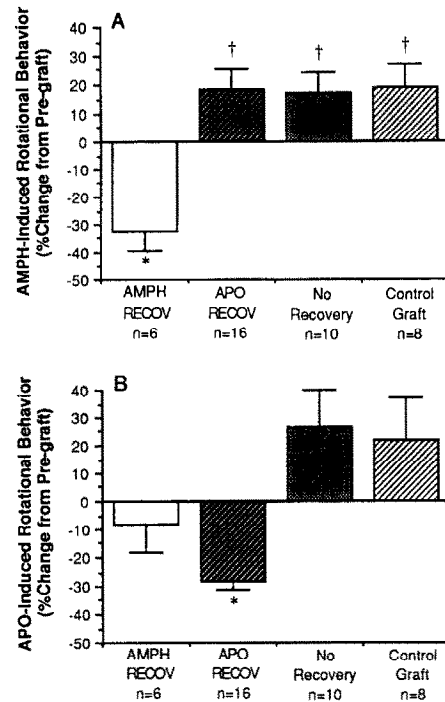 A
AMPH-Induced Rotational Behavior
(%Change from Pre-graft)
40
30
20
10
0
-10
-20
-30
-40
-50
†
†
†
*
AMPH RECOV n=6
APO RECOV n=16
No Recovery n=10
Control Graft n=8
B
APO-Induced Rotational Behavior
(%Change from Pre-graft)
40
30
20
10
0
-10
-20
-30
-40
-50
*
AMPH RECOV n=6
APO RECOV n=16
No Recovery n=10
Control Graft n=8